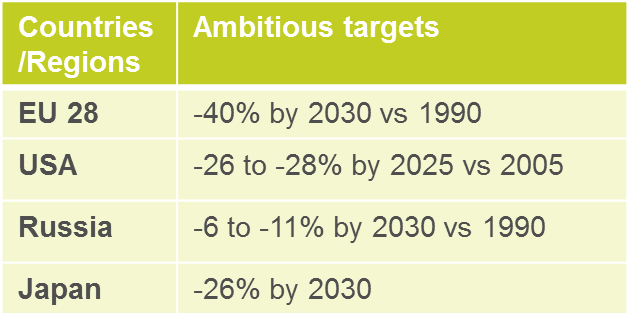 Countries Ambitious targets
/Regions
EU 28 -40% by 2030 vs 1990
USA -26 to -28% by 2025 vs 2005
Russia -6 to -11% by 2030 vs 1990
Japan -26% by 2030